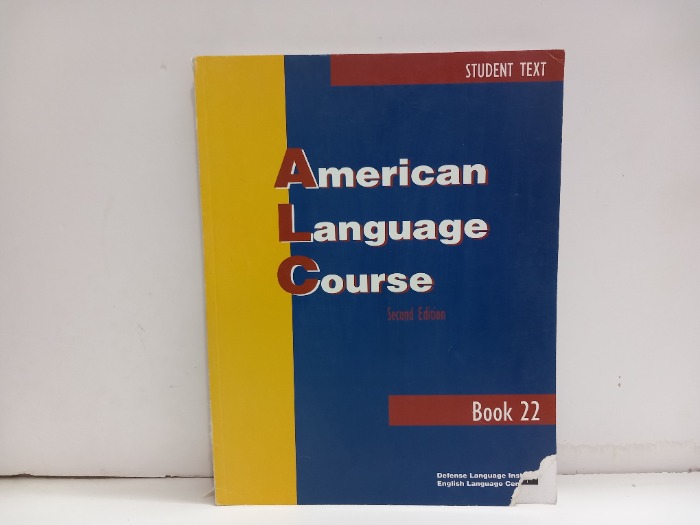 STUDENT TEXT
American
Language
Course
Second Edition
Book 22
Defense Language
English Language